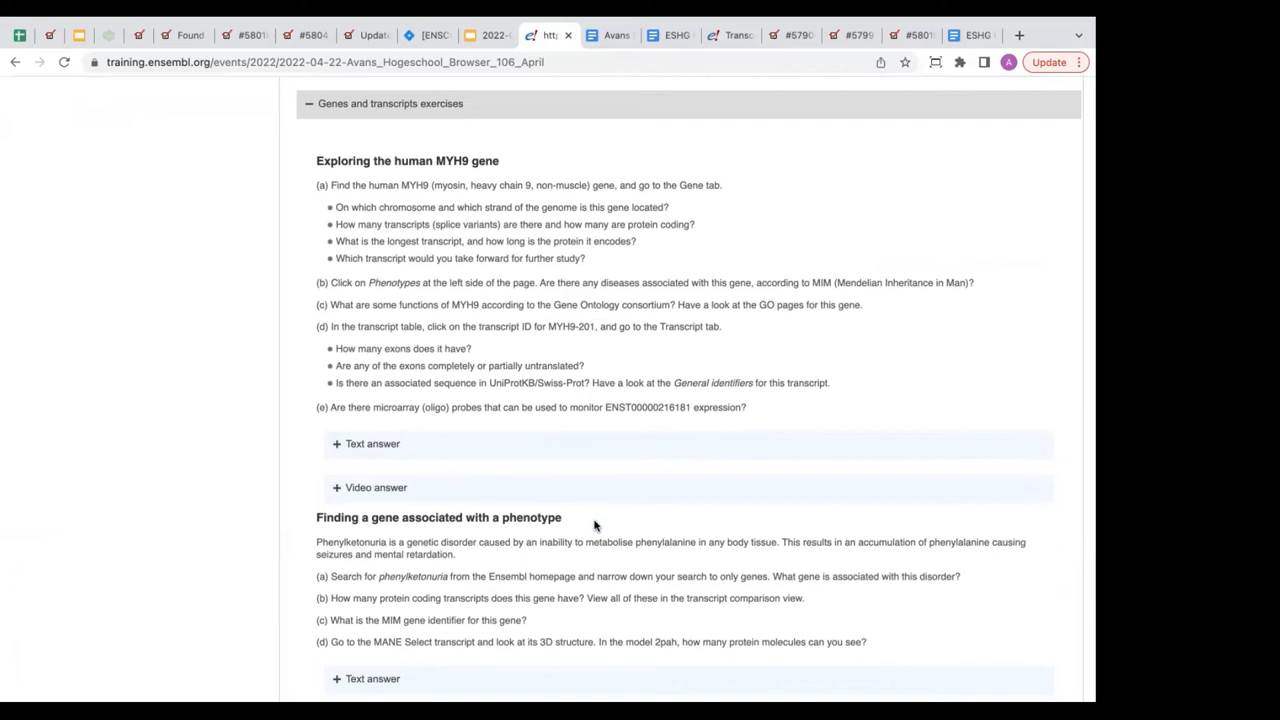 Found
#580
#5804
Update
[ENSC
2022-
htt
Avans
ESHG
Transc
#5790
#5799
#5801
ESHG
training.ensembl.org/events/2022/2022-04-22-Avans_Hogeschool_Browser_106_April
A
Update
Genes and transcripts exercises
Exploring the human MYH9 gene
(a) Find the human MYH9 (myosin, heavy chain 9, non-muscle) gene, and go to the Gene tab.
On which chromosome and which strand of the genome is this gene located?
How many transcripts (splice variants) are there and how many are protein coding?
What is the longest transcript, and how long is the protein it encodes?
Which transcript would you take forward for further study?
(b) Click on Phenotypes at the left side of the page. Are there any diseases associated with this gene, according to MIM (Mendelian Inheritance in Man)?
(c) What are some functions of MYH9 according to the Gene Ontology consortium? Have a look at the GO pages for this gene.
(d) In the transcript table, click on the transcript ID for MYH9-201, and go to the Transcript tab.
How many exons does it have?
Are any of the exons completely or partially untranslated?
Is there an associated sequence in UniProtKB/Swiss-Prot? Have a look at the General identifiers for this transcript.
(e) Are there microarray (oligo) probes that can be used to monitor ENST00000216181 expression?
+ Text answer
+ Video answer
Finding a gene associated with a phenotype
Phenylketonuria is a genetic disorder caused by an inability to metabolise phenylalanine in any body tissue. This results in an accumulation of phenylalanine causing
seizures and mental retardation.
(a) Search for phenylketonuria from the Ensembl homepage and narrow down your search to only genes. What gene is associated with this disorder?
(b) How many protein coding transcripts does this gene have? View all of these in the transcript comparison view.
(c) What is the MIM gene identifier for this gene?
(d) Go to the MANE Select transcript and look at its 3D structure. In the model 2pah, how many protein molecules can you see?
+ Text answer